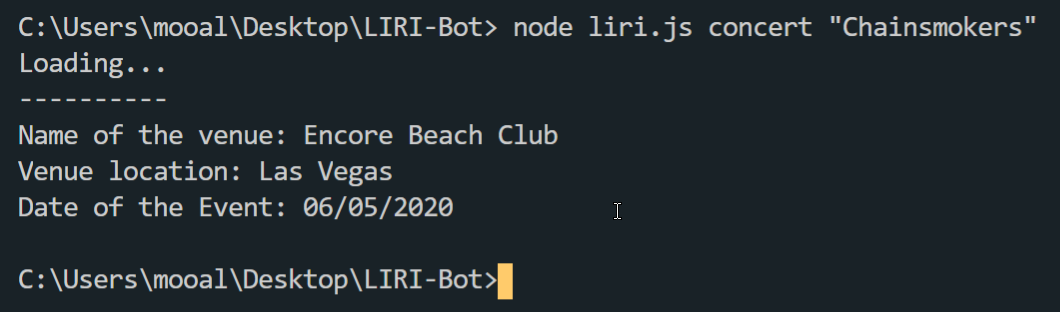 C:\Users\mooal\Desktop\LIRI-Bot> node liri.js concert "Chainsmokers"
Loading...
----------
Name of the venue: Encore Beach Club
Venue location: Las Vegas
Date of the Event: 06/05/2020
C:\Users\mooal\Desktop\LIRI-Bot>